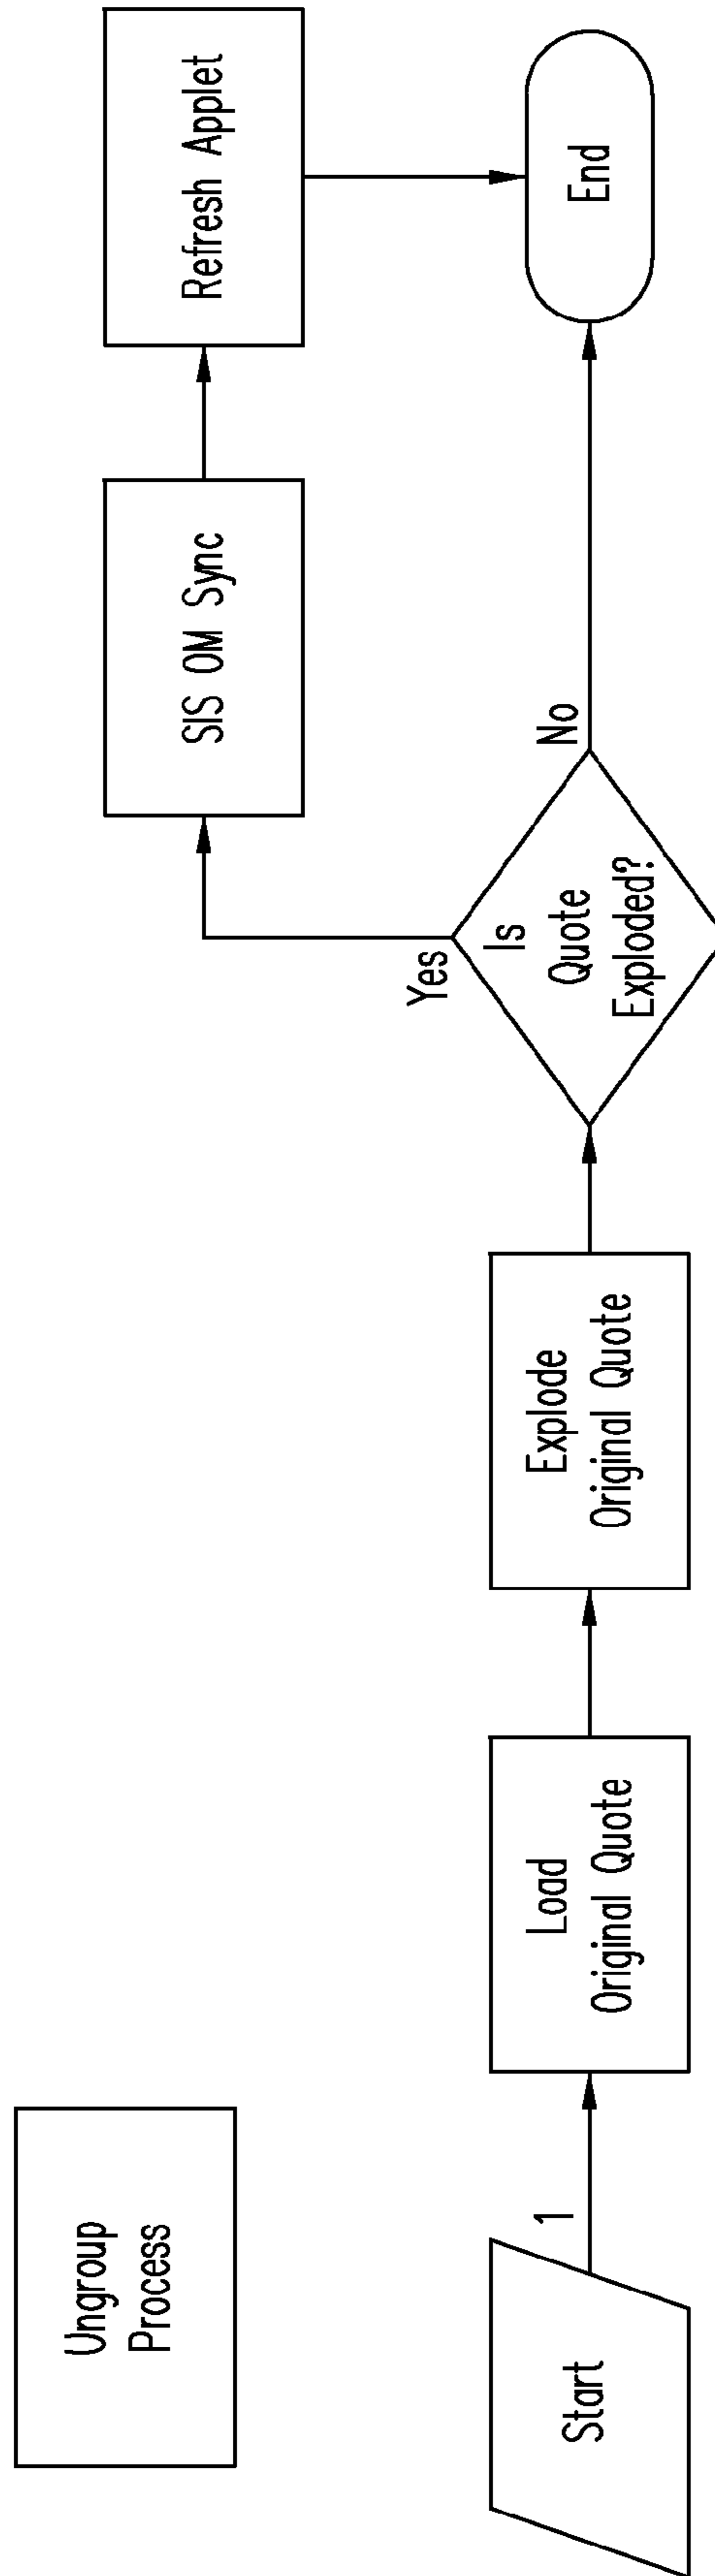 Ungroup
Process
Start
1
Load
Original Quote
Explode
Original Quote
Is
Quote
Exploded?
Yes
No
SIS OM Sync
Refresh Applet
End